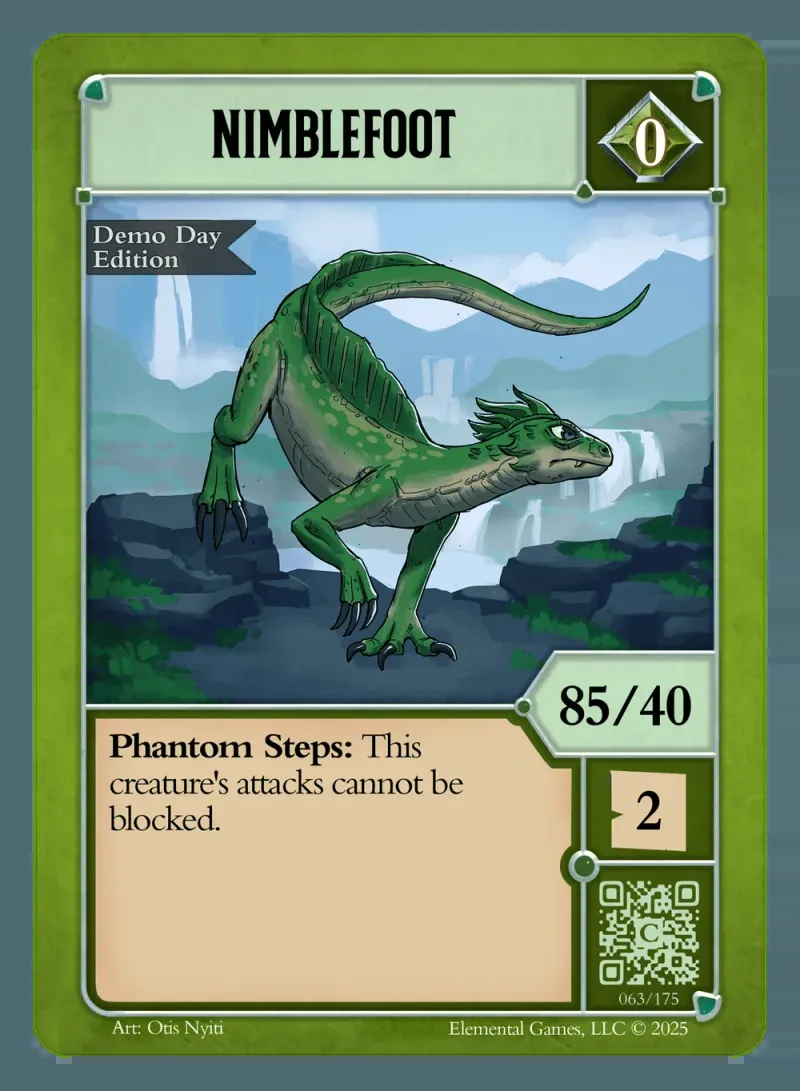 NIMBLEFOOT
0
Demo Day
Edition
85/40
Phantom Steps: This
creature's attacks cannot be
blocked.
2
C
063/175
Art: Otis Nyiti
Elemental Games, LLC © 2025